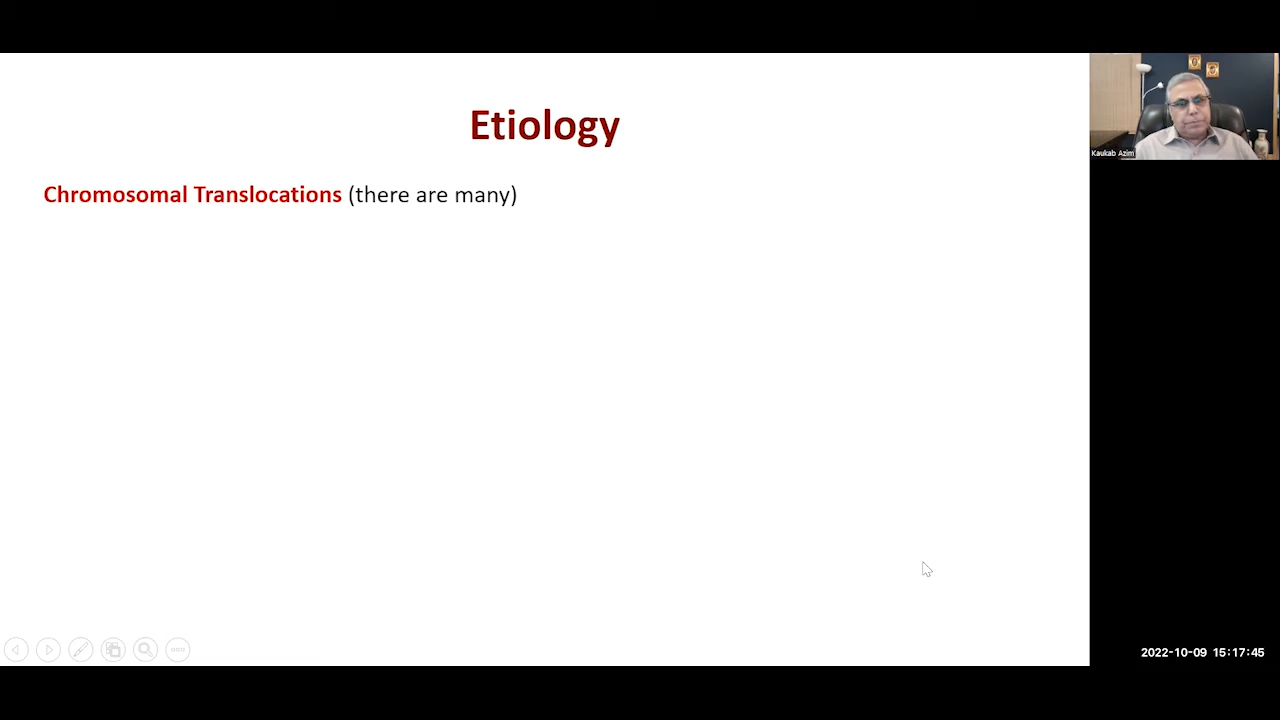 Etiology
Chromosomal Translocations (there are many)
Kaukab Azim
2022-10-09 15:17:45